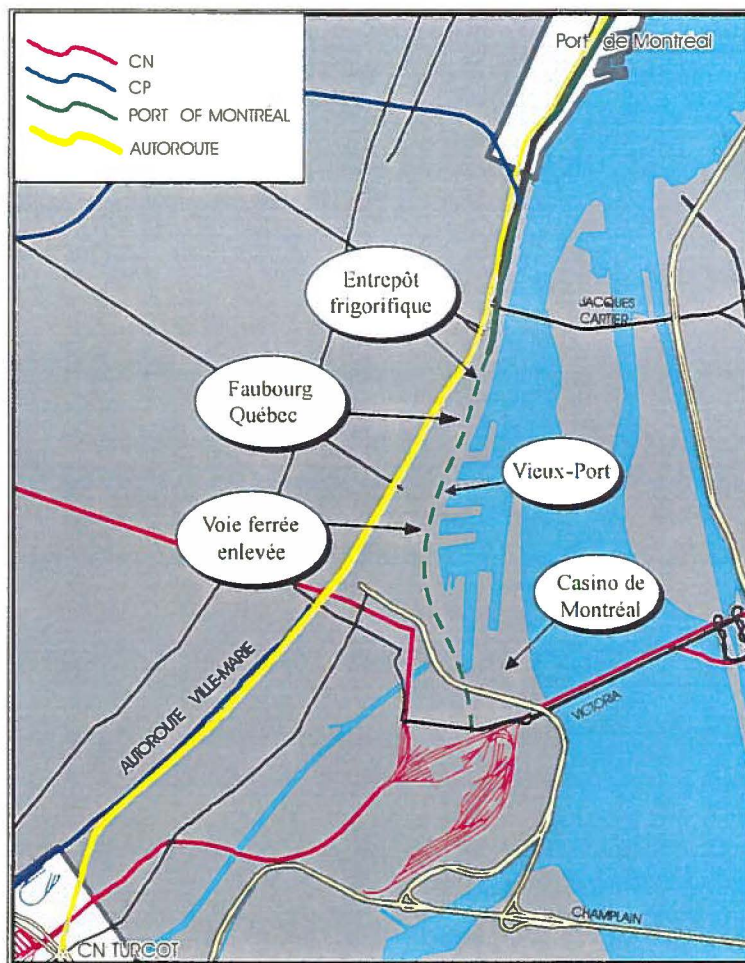 CN
CP
PORT OF MONTRÉAL
AUTOROUTE
Port de Montréal
Entrepôt
frigorifique
JACQUES
CARTIER
Faubourg
Québec
Vieux-Port
Voie ferrée
enlevée
Casino de
Montréal
AUTOROUTE VILLE-MARIE
VICTORIA
CHAMPLAIN
CN TURCOT